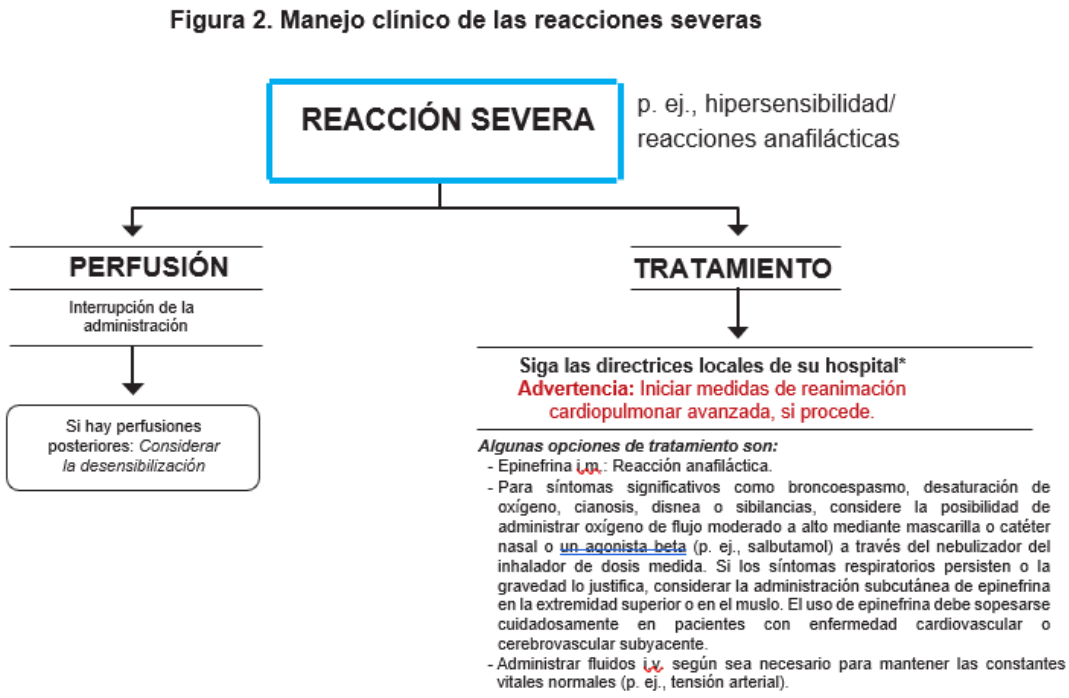 Figura 2. Manejo clínico de las reacciones severas
REACCIÓN SEVERA
p. ej., hipersensibilidad/
reacciones anafilácticas
PERFUSIÓN
Interrupción de la
administración
Si hay perfusiones
posteriores: Considerar
la desensibilización
TRATAMIENTO
Siga las directrices locales de su hospital*
Advertencia: Iniciar medidas de reanimación
cardiopulmonar avanzada, si procede.
Algunas opciones de tratamiento son:
- Epinefrina i.m.: Reacción anafiláctica.
- Para síntomas significativos como broncoespasmo, desaturación de
oxígeno, cianosis, disnea o sibilancias, considere la posibilidad de
administrar oxígeno de flujo moderado a alto mediante mascarilla o catéter
nasal o un agonista beta (p. ej., salbutamol) a través del nebulizador del
inhalador de dosis medida. Si los síntomas respiratorios persisten o la
gravedad lo justifica, considerar la administración subcutánea de epinefrina
en la extremidad superior o en el muslo. El uso de epinefrina debe sopesarse
cuidadosamente en pacientes con enfermedad cardiovascular o
cerebrovascular subyacente.
- Administrar fluidos i.v. según sea necesario para mantener las constantes
vitales normales (p. ej., tensión arterial).